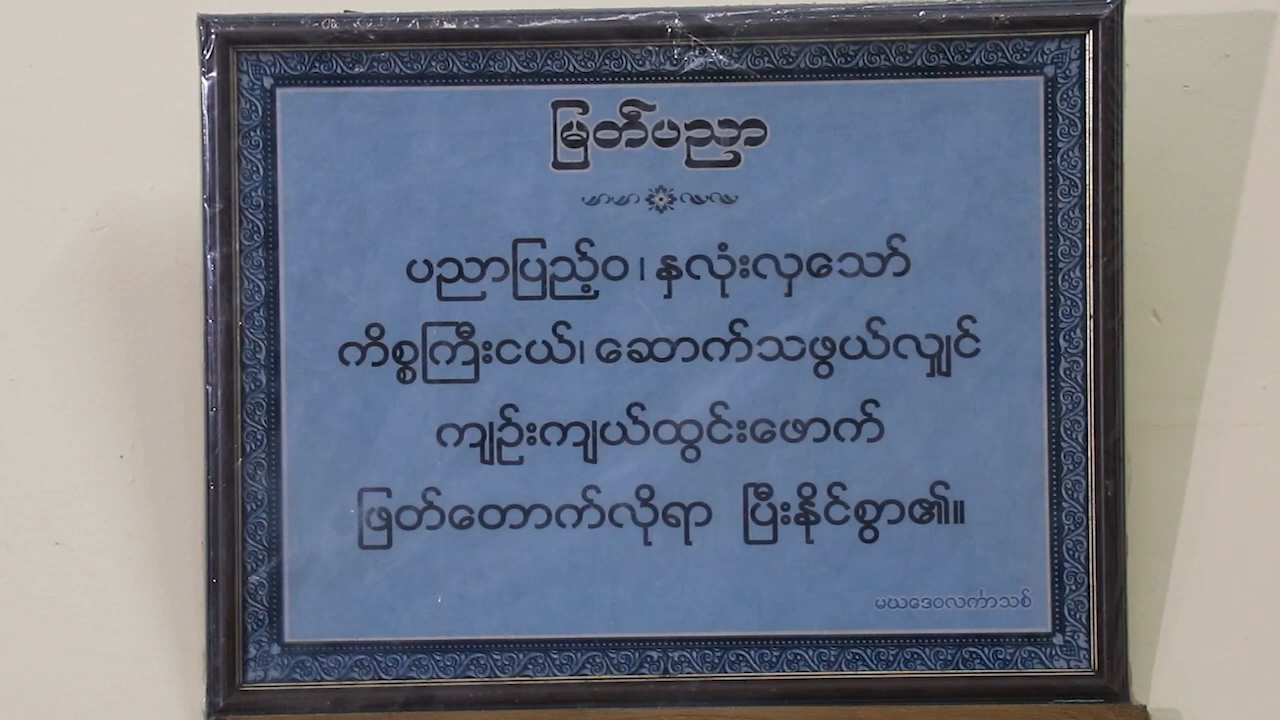 မြတ်ပညာ
ပညာပြည့်ဝ၊ နှလုံးလှသော်
ကိစ္စကြီးငယ်၊ ဆောက်သဖွယ်လျှင်
ကျဉ်းကျယ်ထွင်းဖောက်
ဖြတ်တောက်လိုရာ ပြီးနိုင်စွာ၏။
မဃဒေဝလင်္ကာသစ်